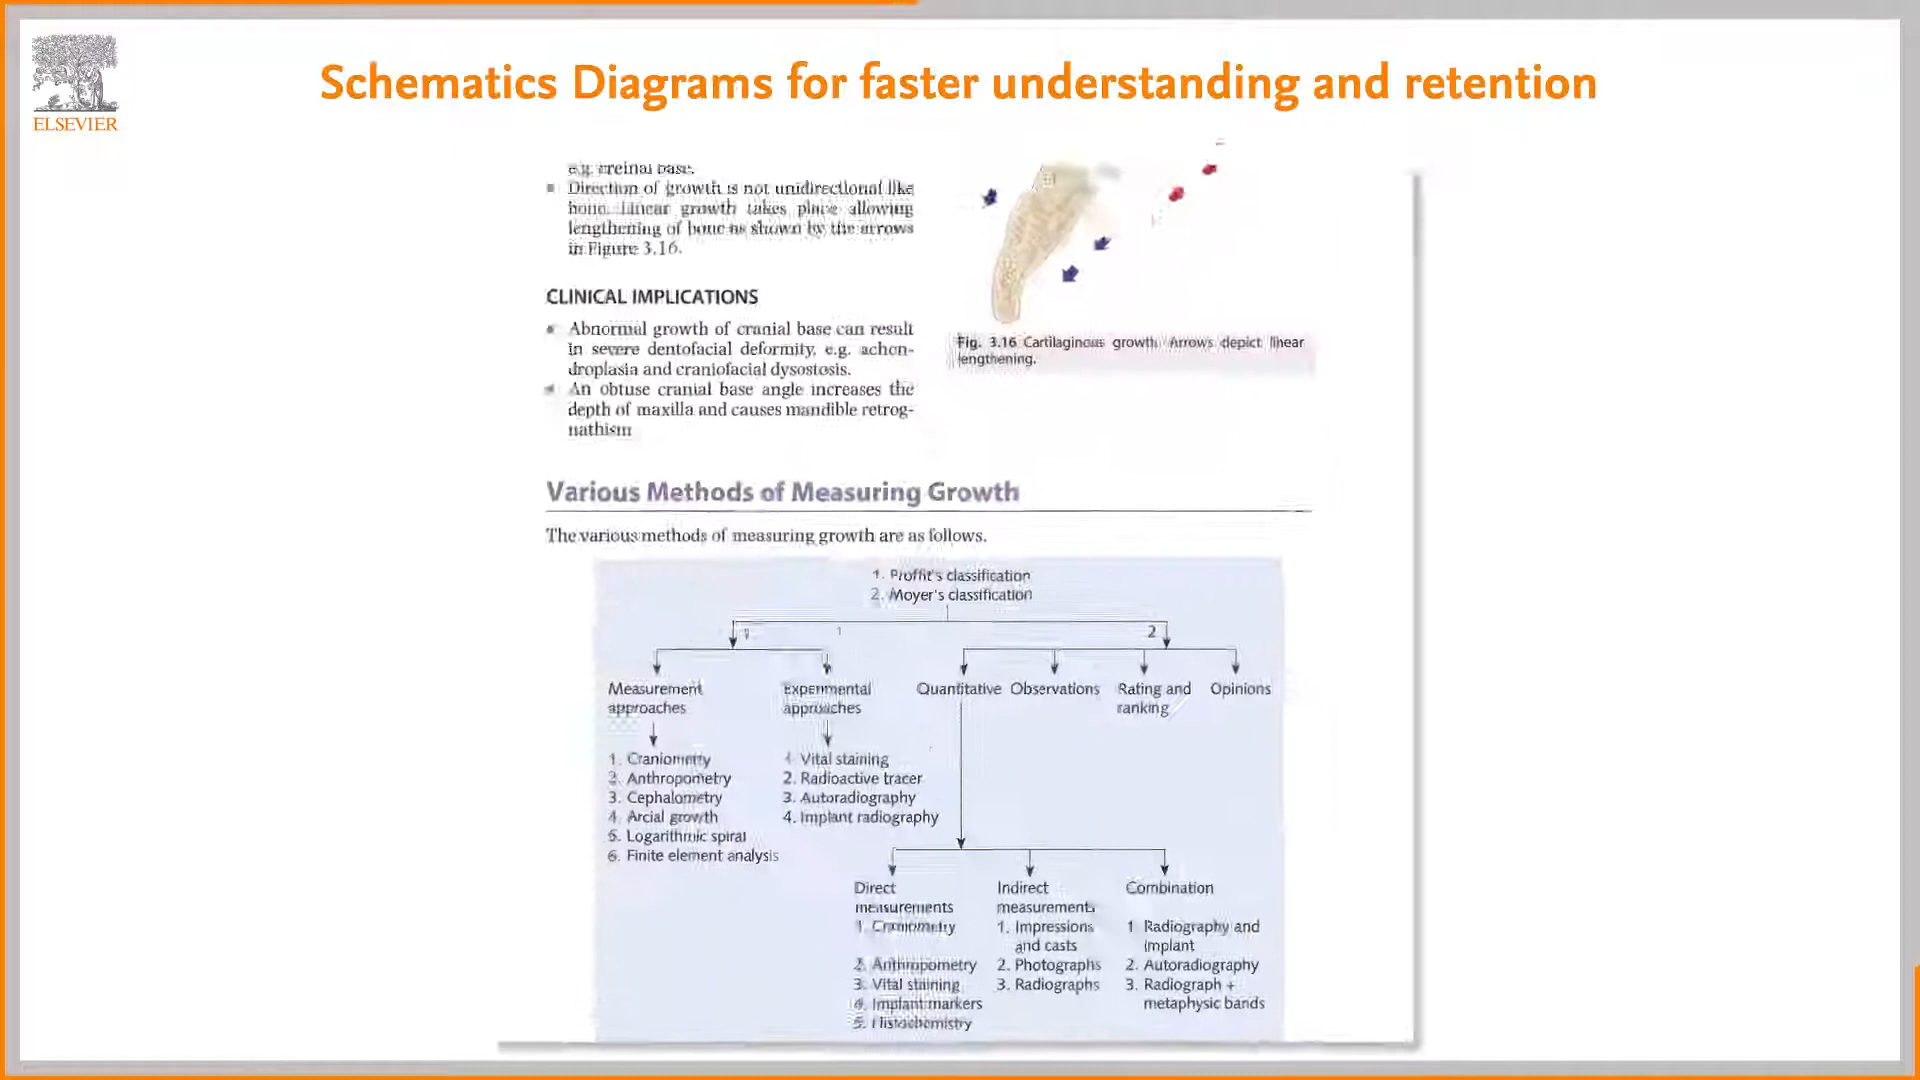 ELSEVIER
Schematics Diagrams for faster understanding and retention
base.
Direction of growth is not unidirectional like
bone. Linear growth takes place allowing
lengthening of bone as shown by the arrows
in Figure 3.16.
CLINICAL IMPLICATIONS
Abnormal growth of cranial base can result
in severe dentofacial deformity, e.g. achon-
droplasia and craniofacial dysostosis.
An obtuse cranial base angle increases the
depth of maxilla and causes mandible retrog-
nathism
Fig. 3.16 Cartilaginous growth. Arrows depict linear
lengthening.
Various Methods of Measuring Growth
The various methods of measuring growth are as follows.
1. Proffit's classification
2. Moyer's classification
1
2
Measurement
approaches
1. Craniometry
2. Anthropometry
3. Cephalometry
4. Arcial growth
5. Logarithmic spiral
6. Finite element analysis
Experimental
approaches
1 Vital staining
2. Radioactive tracer
3. Autoradiography
4. Implant radiography
Quantitative
Observations
Rating and
ranking
Opinions
Direct
measurements
1. Craniometry
2. Anthropometry
3. Vital staining
4. Implant markers
5. Histochemistry
Indirect
measurements
1. Impressions
and casts
2. Photographs
3. Radiographs
Combination
1 Radiography and
implant
2. Autoradiography
3. Radiograph +
metaphysic bands